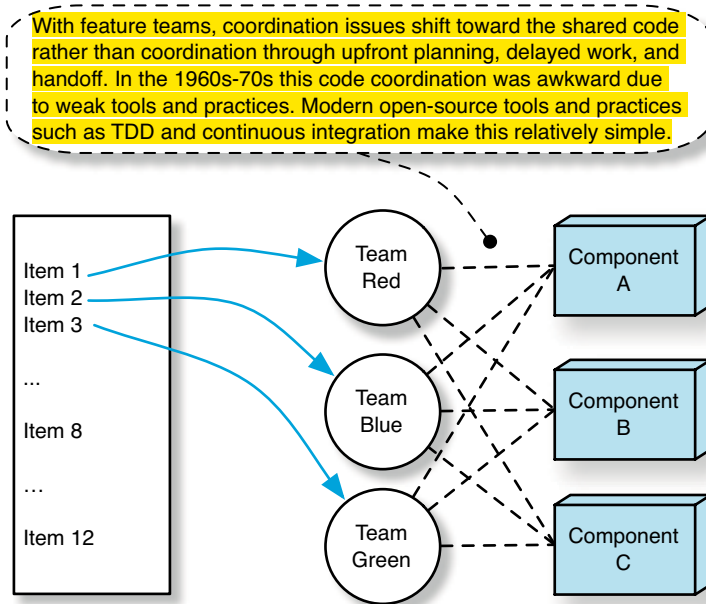 With feature teams, coordination issues shift toward the shared code
rather than coordination through upfront planning, delayed work, and
handoff. In the 1960s-70s this code coordination was awkward due
to weak tools and practices. Modern open-source tools and practices
such as TDD and continuous integration make this relatively simple.
Item 1
Item 2
Item 3
...
Item 8
...
Item 12
Team
Red
Team
Blue
Team
Green
Component
A
Component
B
Component
C